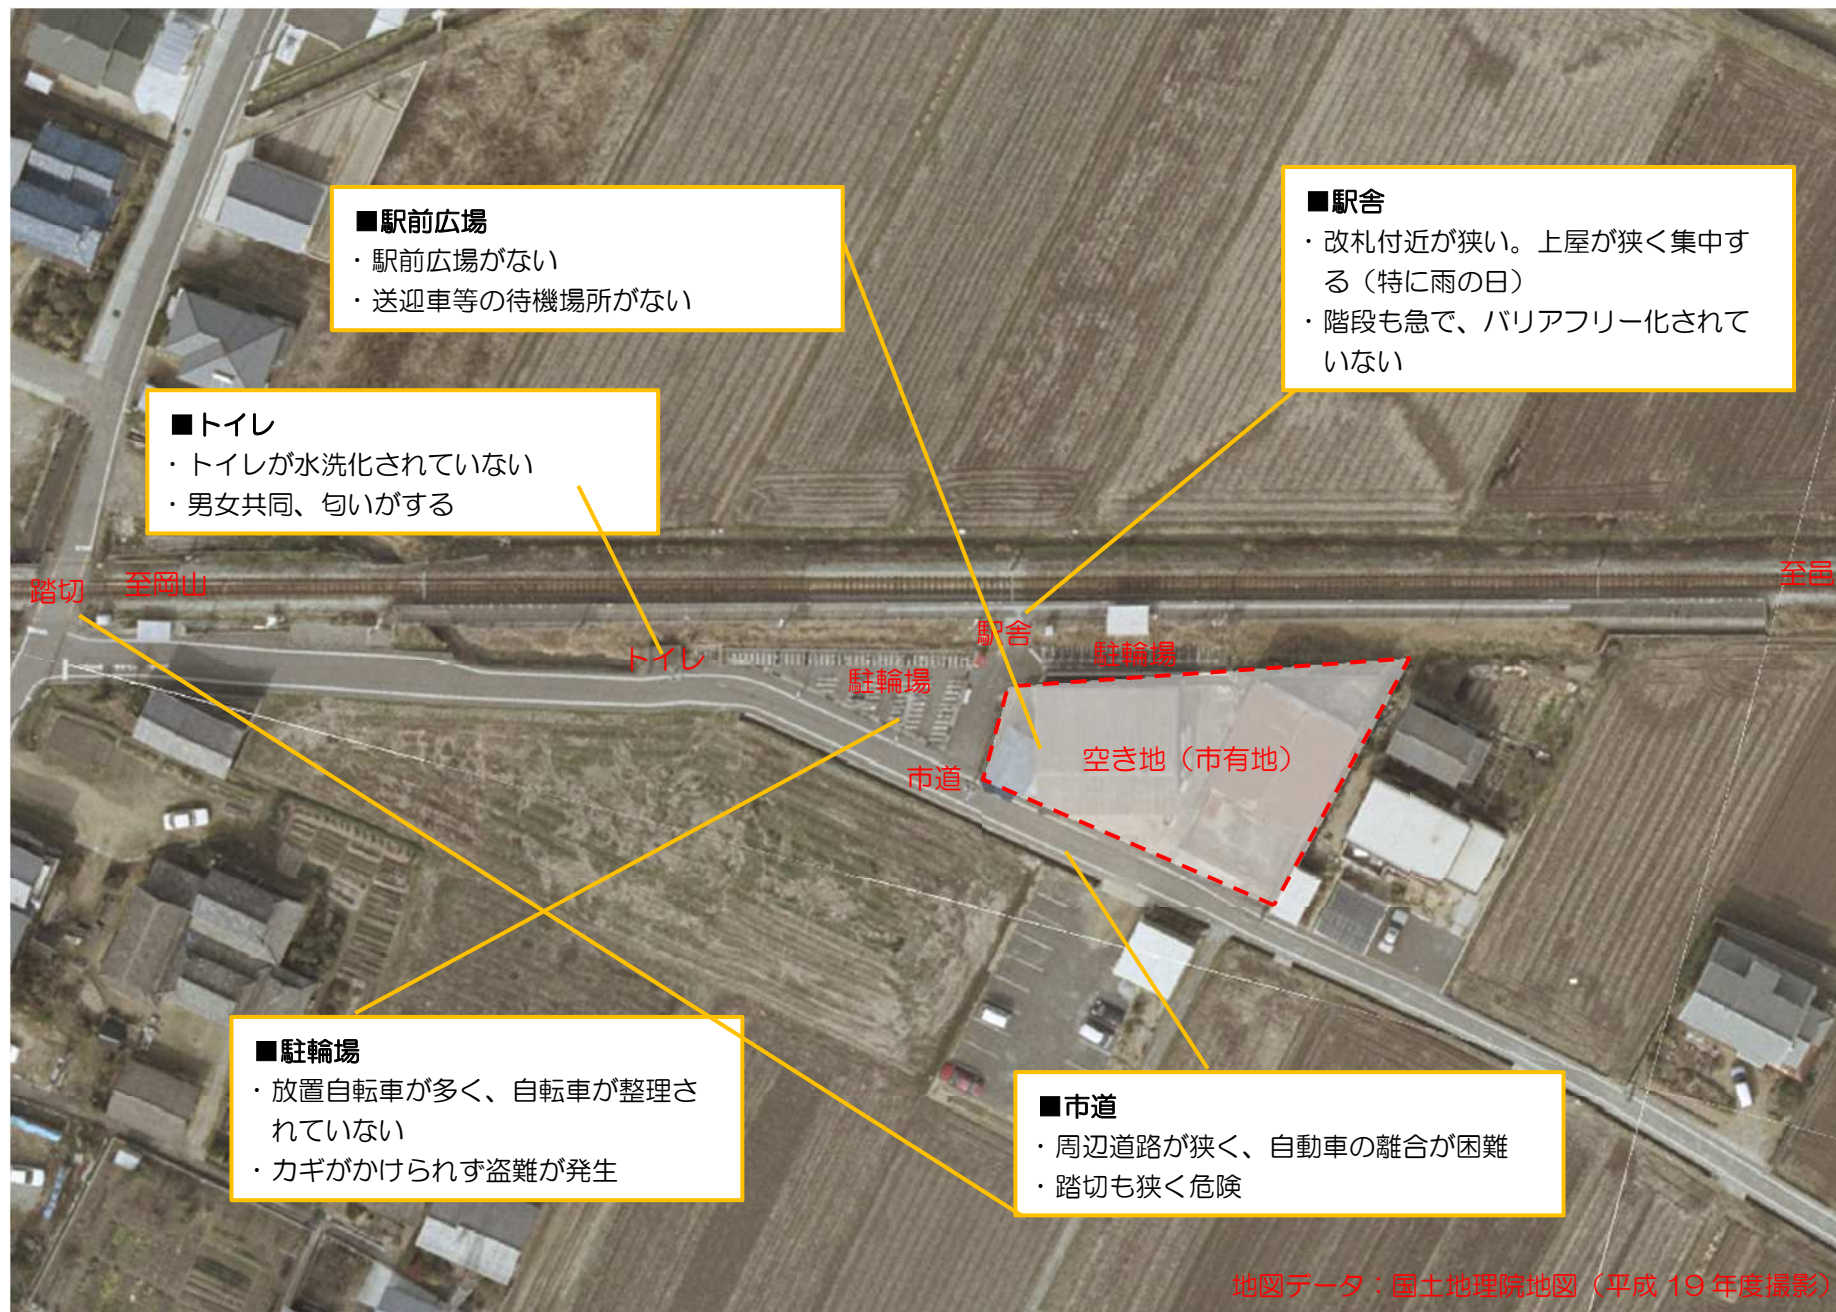 ■駅前広場
・駅前広場がない
・送迎車等の待機場所がない
■駅舎
・改札付近が狭い。上屋が狭く集中す
る（特に雨の日）
・階段も急で、バリアフリー化されて
いない
■トイレ
・トイレが水洗化されていない
・男女共同、匂いがする
踏切
至岡山
至邑
駅舎
トイレ
駐輪場
駐輪場
市道
空き地（市有地）
■駐輪場
・放置自転車が多く、自転車が整理さ
れていない
・カギがかけられず盗難が発生
■市道
・周辺道路が狭く、自動車の離合が困難
・踏切も狭く危険
地図データ：国土地理院地図（平成 19 年度撮影）